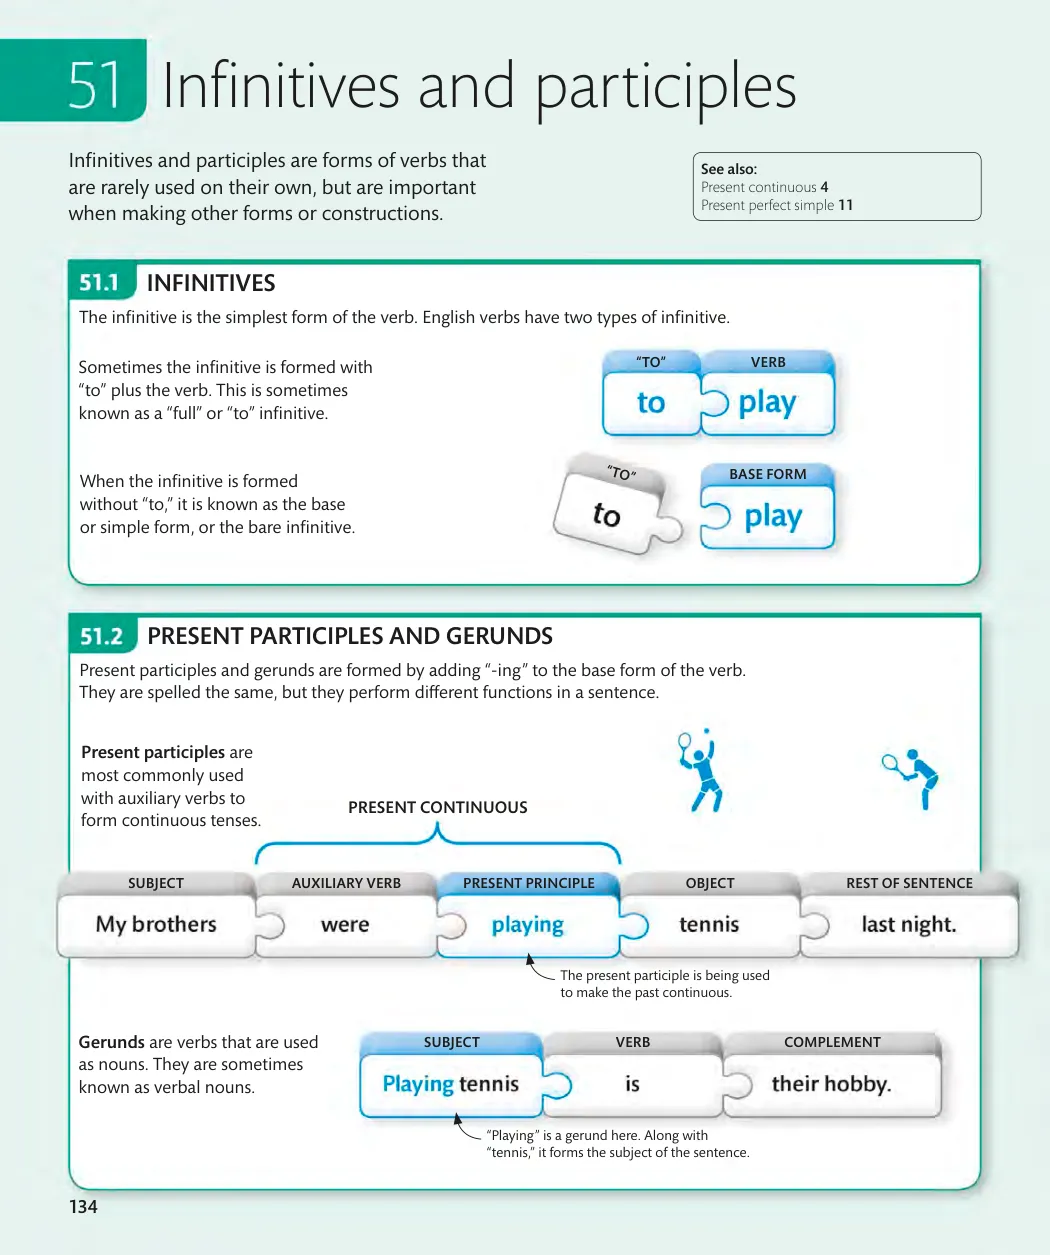 51 Infinitives and participles
Infinitives and participles are forms of verbs that
are rarely used on their own, but are important
when making other forms or constructions.
See also:
Present continuous 4
Present perfect simple 11
51.1 INFINITIVES
The infinitive is the simplest form of the verb. English verbs have two types of infinitive.
Sometimes the infinitive is formed with
“to” plus the verb. This is sometimes
known as a “full” or “to” infinitive.
“TO” VERB
to play
When the infinitive is formed
without “to,” it is known as the base
or simple form, or the bare infinitive.
“TO” BASE FORM
to play
51.2 PRESENT PARTICIPLES AND GERUNDS
Present participles and gerunds are formed by adding “-ing” to the base form of the verb.
They are spelled the same, but they perform different functions in a sentence.
Present participles are
most commonly used
with auxiliary verbs to
form continuous tenses.
PRESENT CONTINUOUS
SUBJECT AUXILIARY VERB PRESENT PRINCIPLE OBJECT REST OF SENTENCE
My brothers were playing tennis last night.
The present participle is being used
to make the past continuous.
Gerunds are verbs that are used
as nouns. They are sometimes
known as verbal nouns.
SUBJECT VERB COMPLEMENT
Playing tennis is their hobby.
“Playing” is a gerund here. Along with
“tennis,” it forms the subject of the sentence.
134